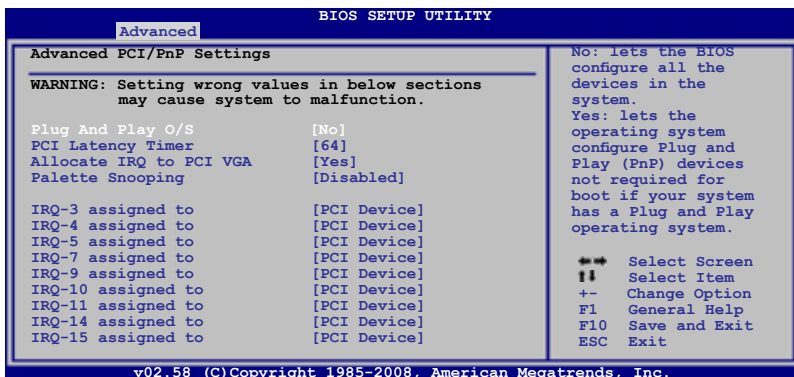 BIOS SETUP UTILITY
Advanced
Advanced PCI/PnP Settings
WARNING: Setting wrong values in below sections
may cause system to malfunction.
Plug And Play O/S [No]
PCI Latency Timer [64]
Allocate IRQ to PCI VGA [Yes]
Palette Snooping [Disabled]
IRQ-3 assigned to [PCI Device]
IRQ-4 assigned to [PCI Device]
IRQ-5 assigned to [PCI Device]
IRQ-7 assigned to [PCI Device]
IRQ-9 assigned to [PCI Device]
IRQ-10 assigned to [PCI Device]
IRQ-11 assigned to [PCI Device]
IRQ-14 assigned to [PCI Device]
IRQ-15 assigned to [PCI Device]
No: lets the BIOS
configure all the
devices in the
system.
Yes: lets the
operating system
configure Plug and
Play (PnP) devices
not required for
boot if your system
has a Plug and Play
operating system.
Select Screen
Select Item
+- Change Option
F1 General Help
F10 Save and Exit
ESC Exit
v02.58 (C)Copyright 1985-2008, American Megatrends, Inc.